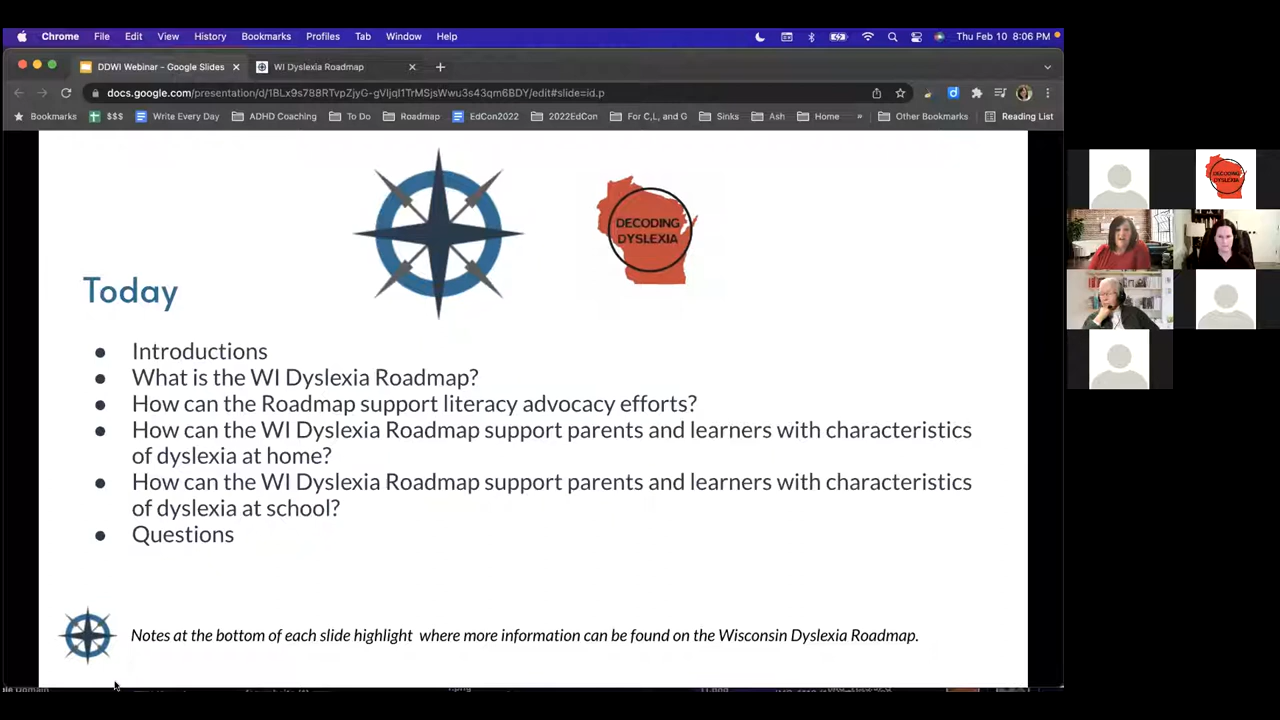 Chrome File Edit View History Bookmarks Profiles Tab Window Help Thu Feb 10 8:06 PM
DDWI Webinar - Google Slides WI Dyslexia Roadmap
docs.google.com/presentation/d/1BLx9s788RTvpZjyG-gVljqI1TrMSjsWwu3s43qm6BDY/edit#slide=id.p
Bookmarks $$$ Write Every Day ADHD Coaching To Do Roadmap EdCon2022 2022EdCon For C,L, and G Sinks Ash Home » Other Bookmarks Reading List
DECODING
DYSLEXIA
Today
● Introductions
● What is the WI Dyslexia Roadmap?
● How can the Roadmap support literacy advocacy efforts?
● How can the WI Dyslexia Roadmap support parents and learners with characteristics
of dyslexia at home?
● How can the WI Dyslexia Roadmap support parents and learners with characteristics
of dyslexia at school?
● Questions
Notes at the bottom of each slide highlight where more information can be found on the Wisconsin Dyslexia Roadmap.
DECODING
DYSLEXIA